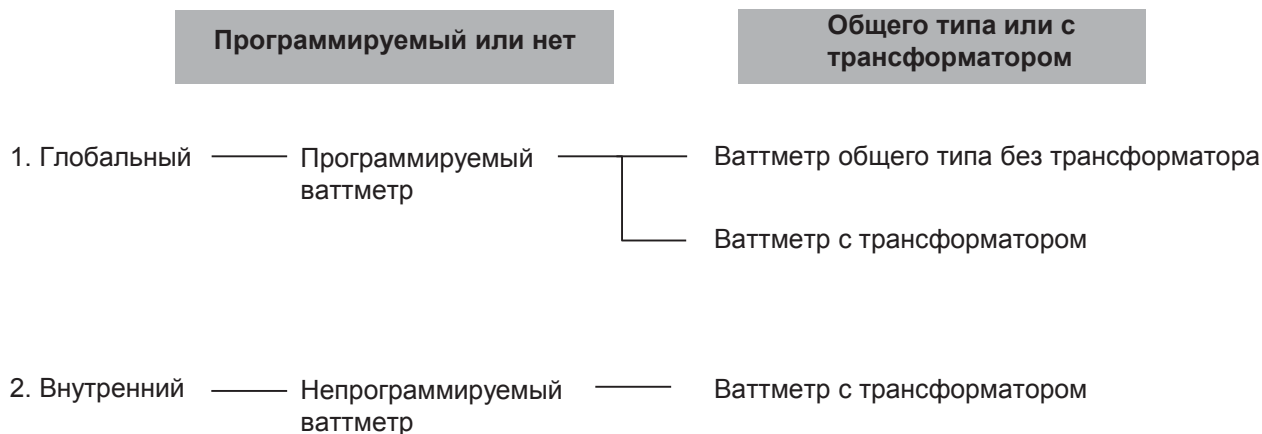 Программируемый или нет
Общего типа или с
трансформатором
1. Глобальный
Программируемый
ваттметр
Ваттметр общего типа без трансформатора
Ваттметр с трансформатором
2. Внутренний
Непрограммируемый
ваттметр
Ваттметр с трансформатором